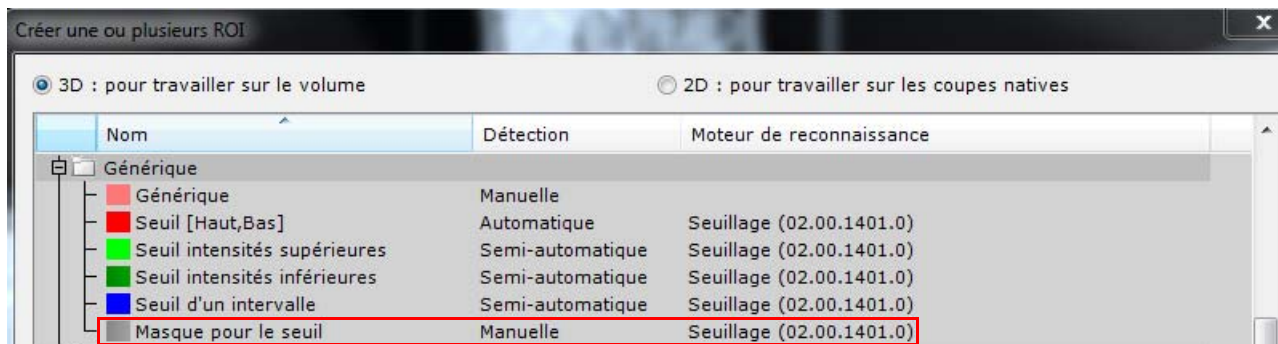 Créer une ou plusieurs ROI
3D : pour travailler sur le volume 2D : pour travailler sur les coupes natives
Nom Détection Moteur de reconnaissance
Générique
Générique Manuelle
Seuil [Haut,Bas] Automatique Seuillage (02.00.1401.0)
Seuil intensités supérieures Semi-automatique Seuillage (02.00.1401.0)
Seuil intensités inférieures Semi-automatique Seuillage (02.00.1401.0)
Seuil d'un intervalle Semi-automatique Seuillage (02.00.1401.0)
Masque pour le seuil Manuelle Seuillage (02.00.1401.0)